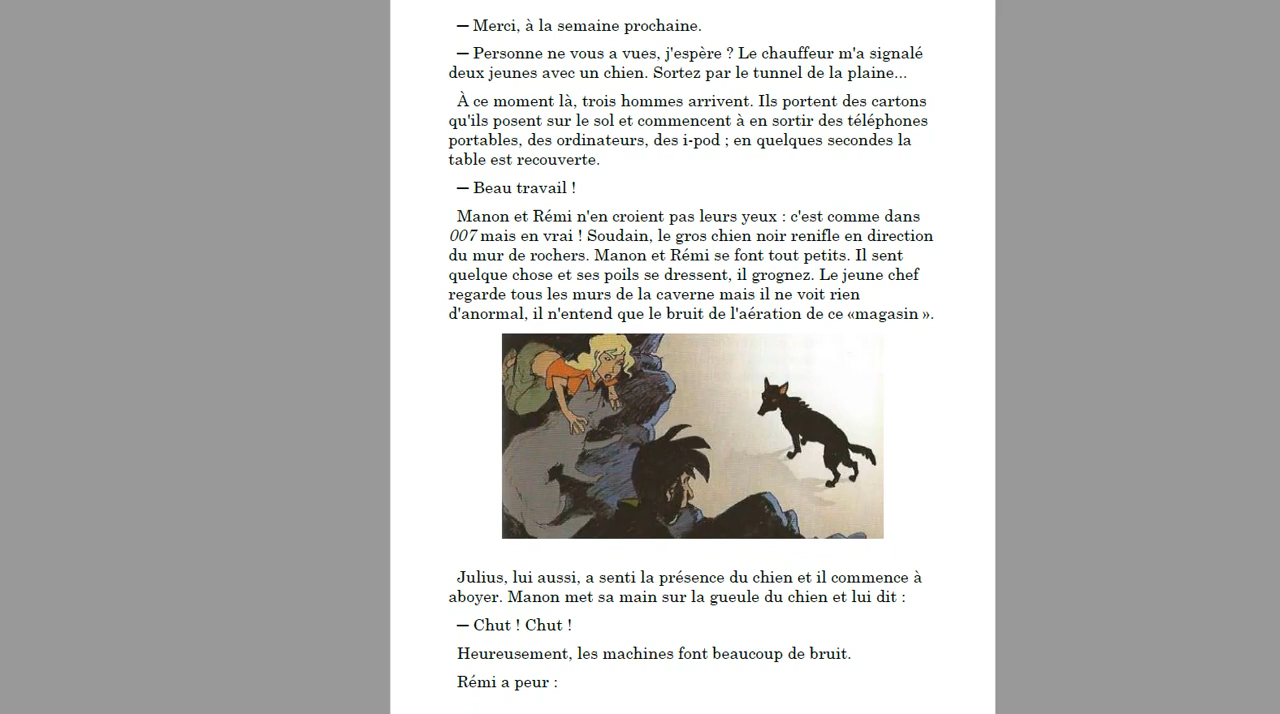 — Merci, à la semaine prochaine.
— Personne ne vous a vues, j'espère ? Le chauffeur m'a signalé
deux jeunes avec un chien. Sortez par le tunnel de la plaine...
À ce moment là, trois hommes arrivent. Ils portent des cartons
qu'ils posent sur le sol et commencent à en sortir des téléphones
portables, des ordinateurs, des i-pod ; en quelques secondes la
table est recouverte.
— Beau travail !
Manon et Rémi n'en croient pas leurs yeux : c'est comme dans
007 mais en vrai ! Soudain, le gros chien noir renifle en direction
du mur de rochers. Manon et Rémi se font tout petits. Il sent
quelque chose et ses poils se dressent, il grognez. Le jeune chef
regarde tous les murs de la caverne mais il ne voit rien
d'anormal, il n'entend que le bruit de l'aération de ce «magasin ».
Julius, lui aussi, a senti la présence du chien et il commence à
aboyer. Manon met sa main sur la gueule du chien et lui dit :
— Chut ! Chut !
Heureusement, les machines font beaucoup de bruit.
Rémi a peur :